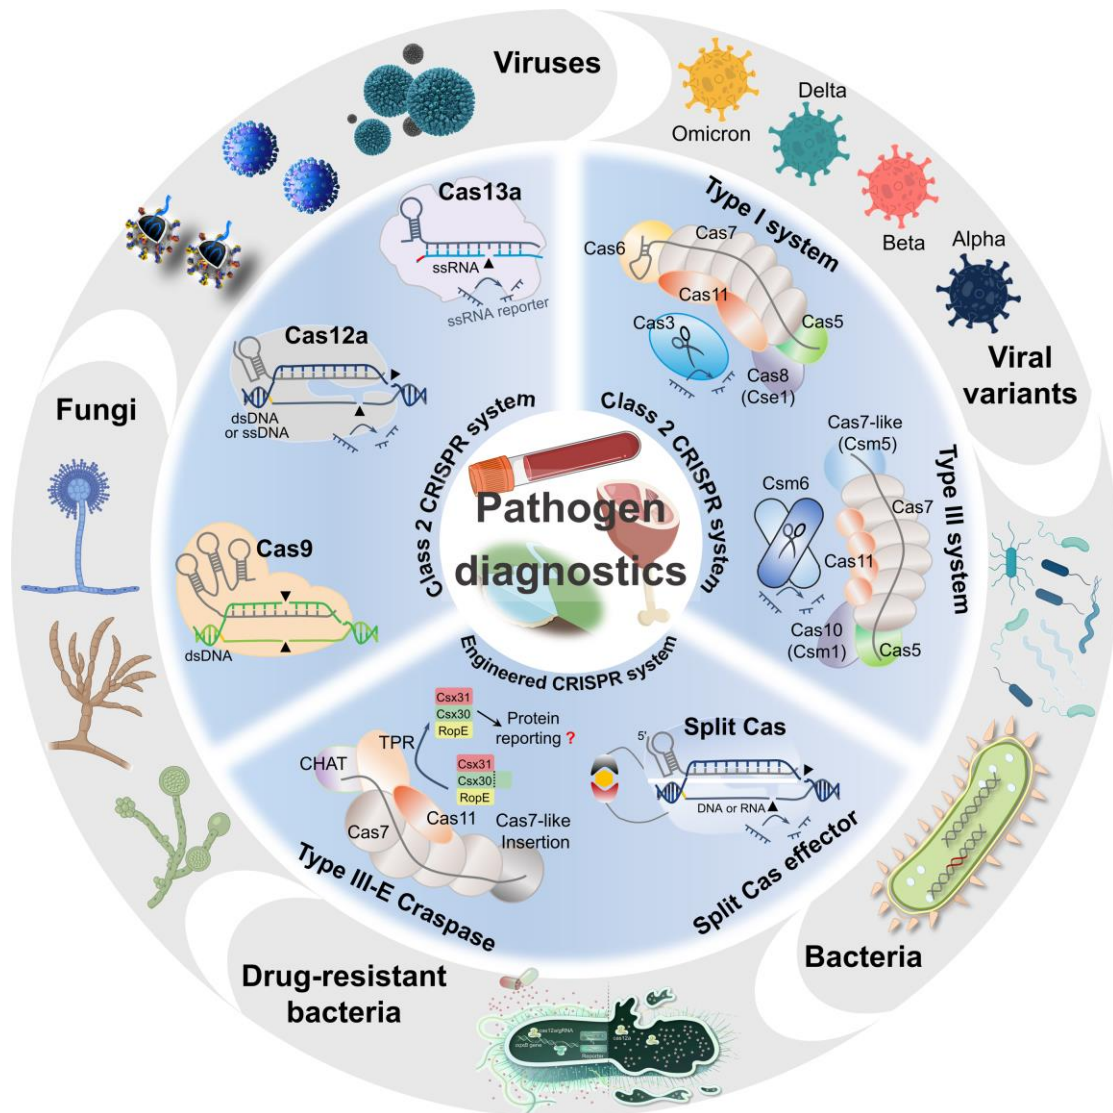 Viruses
Omicron
Delta
Beta
Alpha
Viral
variants
Fungi
Bacteria
Drug-resistant
bacteria
Cas13a
ssRNA
ssRNA reporter
Cas12a
dsDNA
or ssDNA
Cas9
dsDNA
Class 2 CRISPR system
Type I system
Cas6
Cas7
Cas11
Cas3
Cas5
Cas8
(Cse1)
Class 2 CRISPR system
Cas7-like
(Csm5)
Csm6
Cas7
Cas11
Cas10
(Csm1)
Cas5
Type III system
Pathogen
diagnostics
Engineered CRISPR system
Csx31
Csx30
RopE
Protein
reporting ?
TPR
CHAT
Csx31
Csx30
RopE
Cas11
Cas7
Cas7-like
Insertion
Type III-E Craspase
Split Cas
5'
DNA or RNA
Split Cas effector
cas12a
Reporter